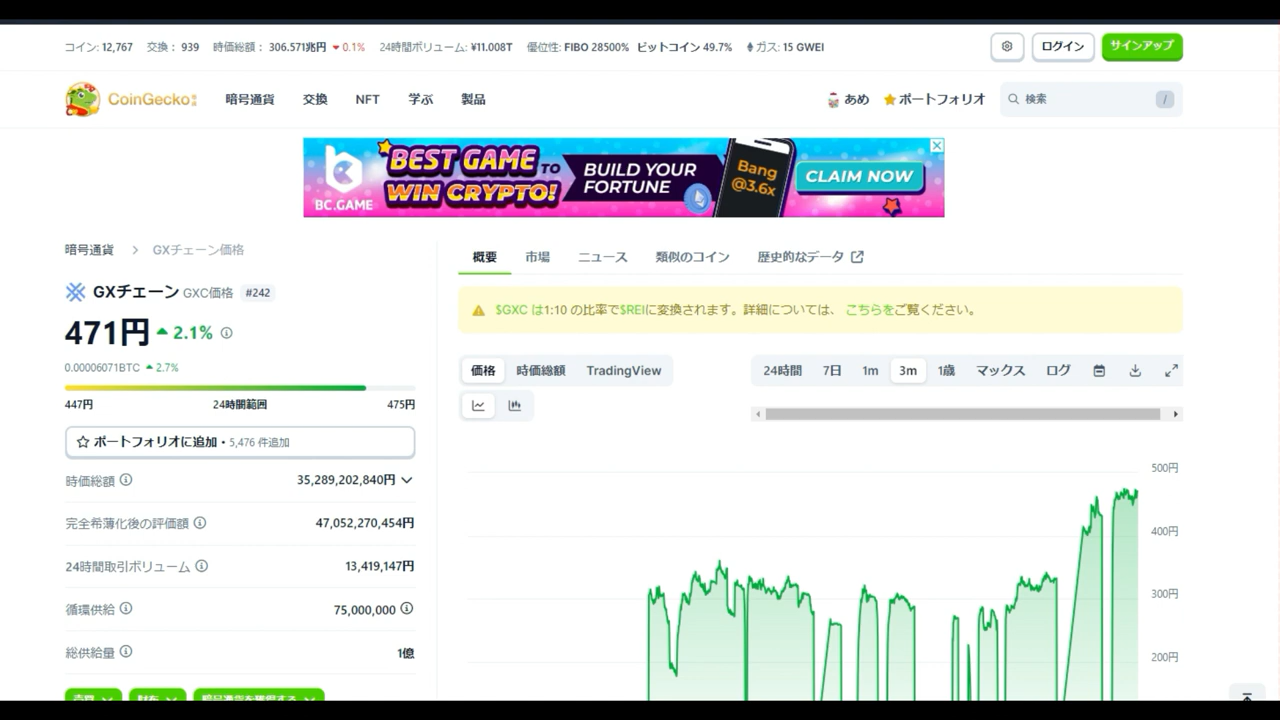 コイン: 12,767 交換： 939 時価総額： 306.571兆円 0.1% 24時間ボリューム: ¥11.008T 優位性: FIBO 28500% ビットコイン 49.7% ガス: 15 GWEI ログイン サインアップ
CoinGecko 暗号通貨 交換 NFT 学ぶ 製品 あめ ポートフォリオ 検索 /
BEST GAME TO WIN CRYPTO!
BC.GAME
BUILD YOUR FORTUNE
Bang @3.6x
CLAIM NOW
暗号通貨 GXチェーン価格
GXチェーン GXC価格 #242
471円 2.1%
0.00006071BTC 2.7%
447円 24時間範囲 475円
ポートフォリオに追加 • 5,476 件追加
時価総額 35,289,202,840円
完全希薄化後の評価額 47,052,270,454円
24時間取引ボリューム 13,419,147円
循環供給 75,000,000
総供給量 1億
概要 市場 ニュース 類似のコイン 歴史的なデータ
$GXC は1:10 の比率で$REIに変換されます。詳細については、 こちらをご覧ください。
価格 時価総額 TradingView 24時間 7日 1m 3m 1歳 マックス ログ
500円
400円
300円
200円